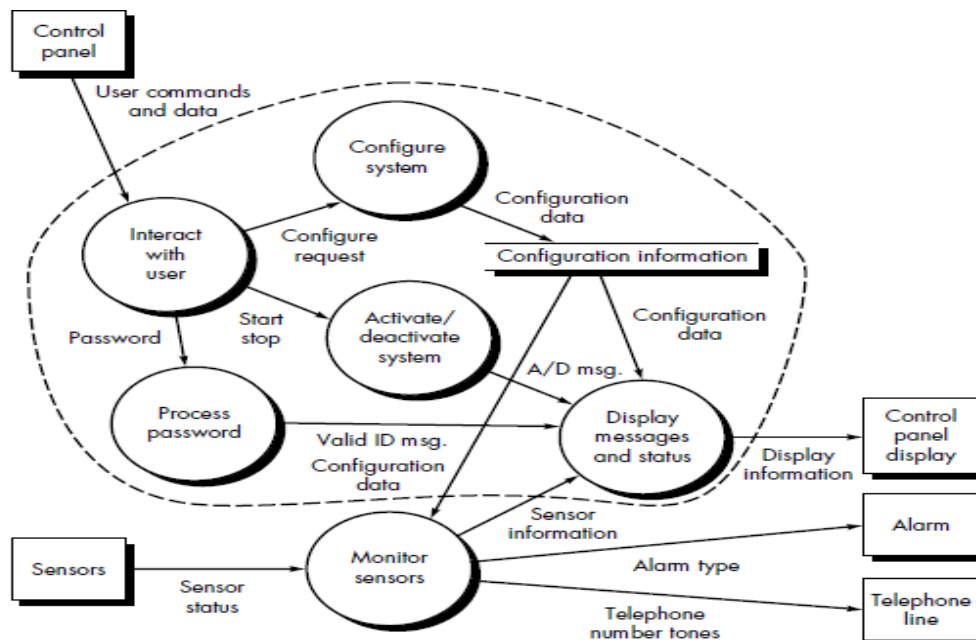 Control
panel
User commands
and data
Configure
system
Configuration
data
Interact
with
user
Configure
request
Configuration information
Password
Start
stop
Activate/
deactivate
system
Configuration
data
A/D msg.
Process
password
Valid ID msg.
Display
messages
and status
Control
panel
display
Display
information
Configuration
data
Sensor
information
Sensors
Sensor
status
Monitor
sensors
Alarm
Alarm type
Telephone
number tones
Telephone
line